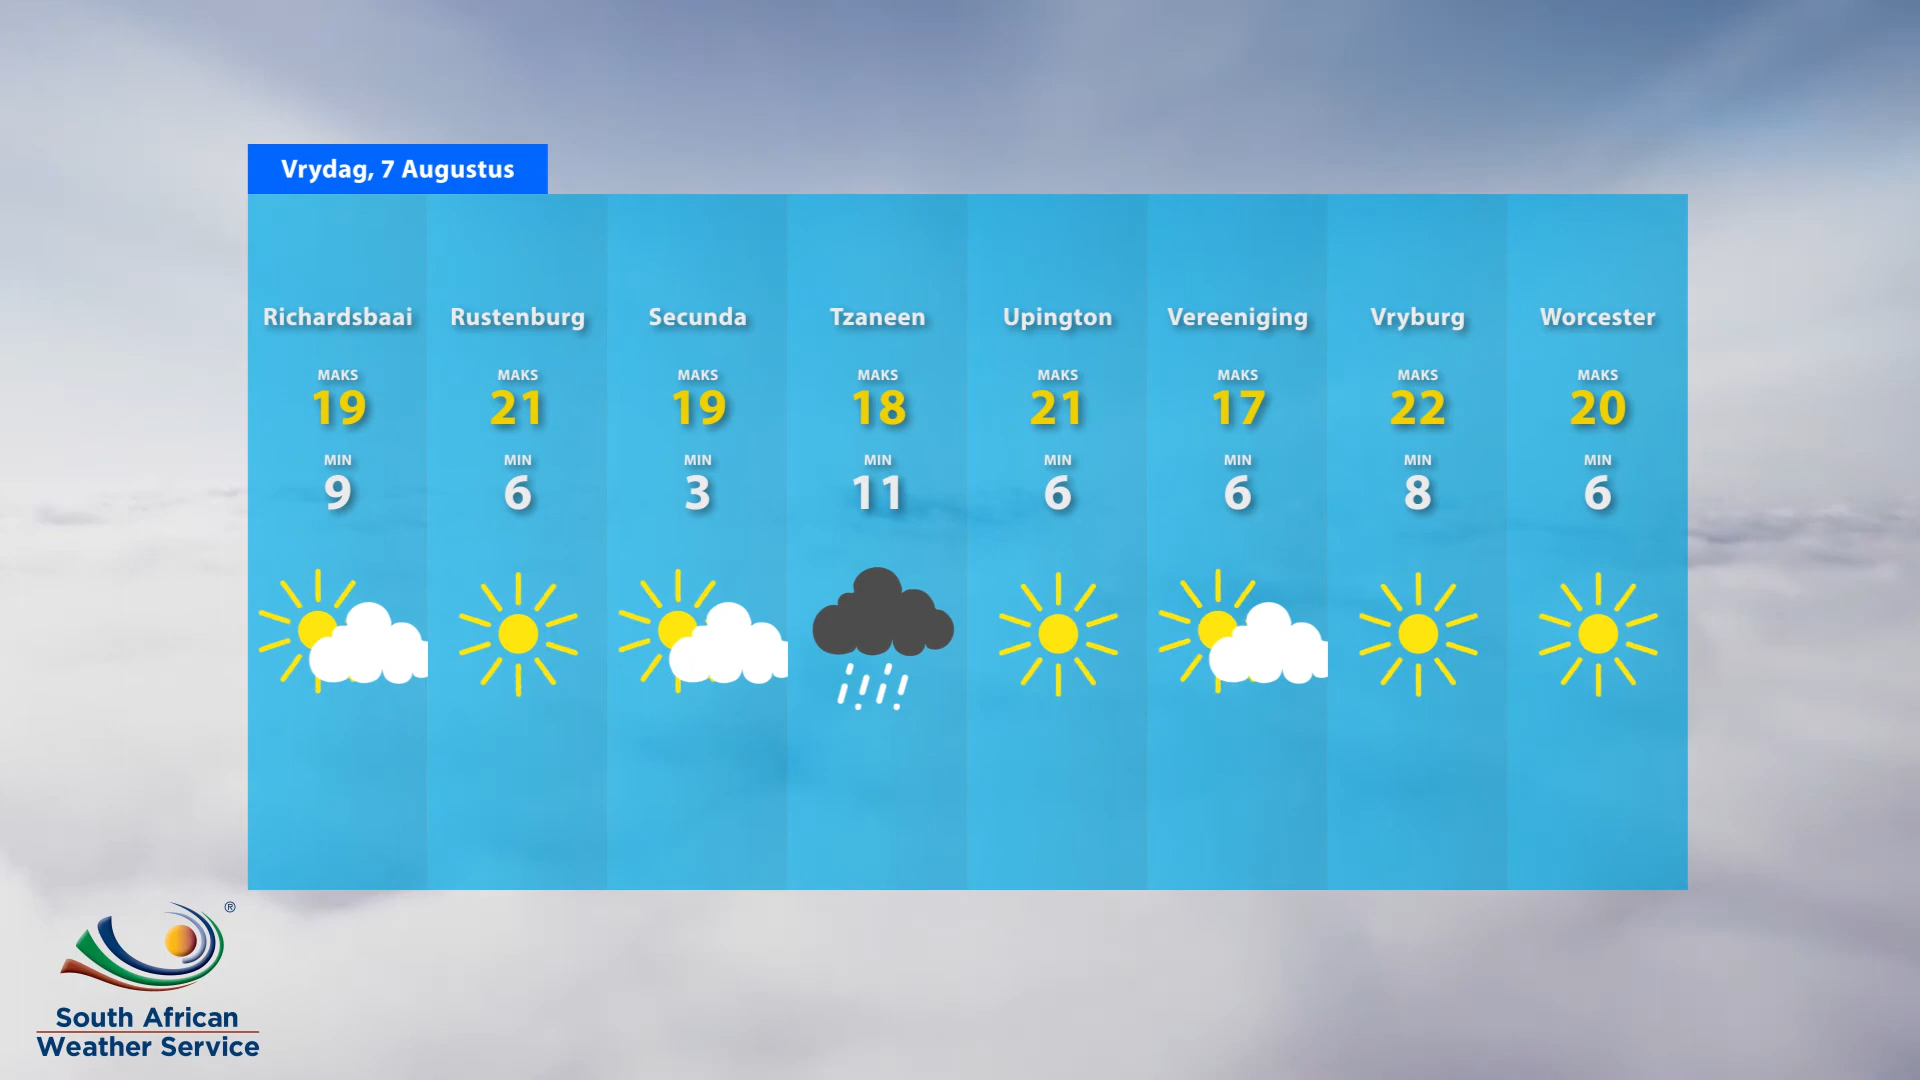 Vrydag, 7 Augustus
Richardsbaai
MAKS
19
MIN
9
Rustenburg
MAKS
21
MIN
6
Secunda
MAKS
19
MIN
3
Tzaneen
MAKS
18
MIN
11
Upington
MAKS
21
MIN
6
Vereeniging
MAKS
17
MIN
6
Vryburg
MAKS
22
MIN
8
Worcester
MAKS
20
MIN
6
®
South African
Weather Service